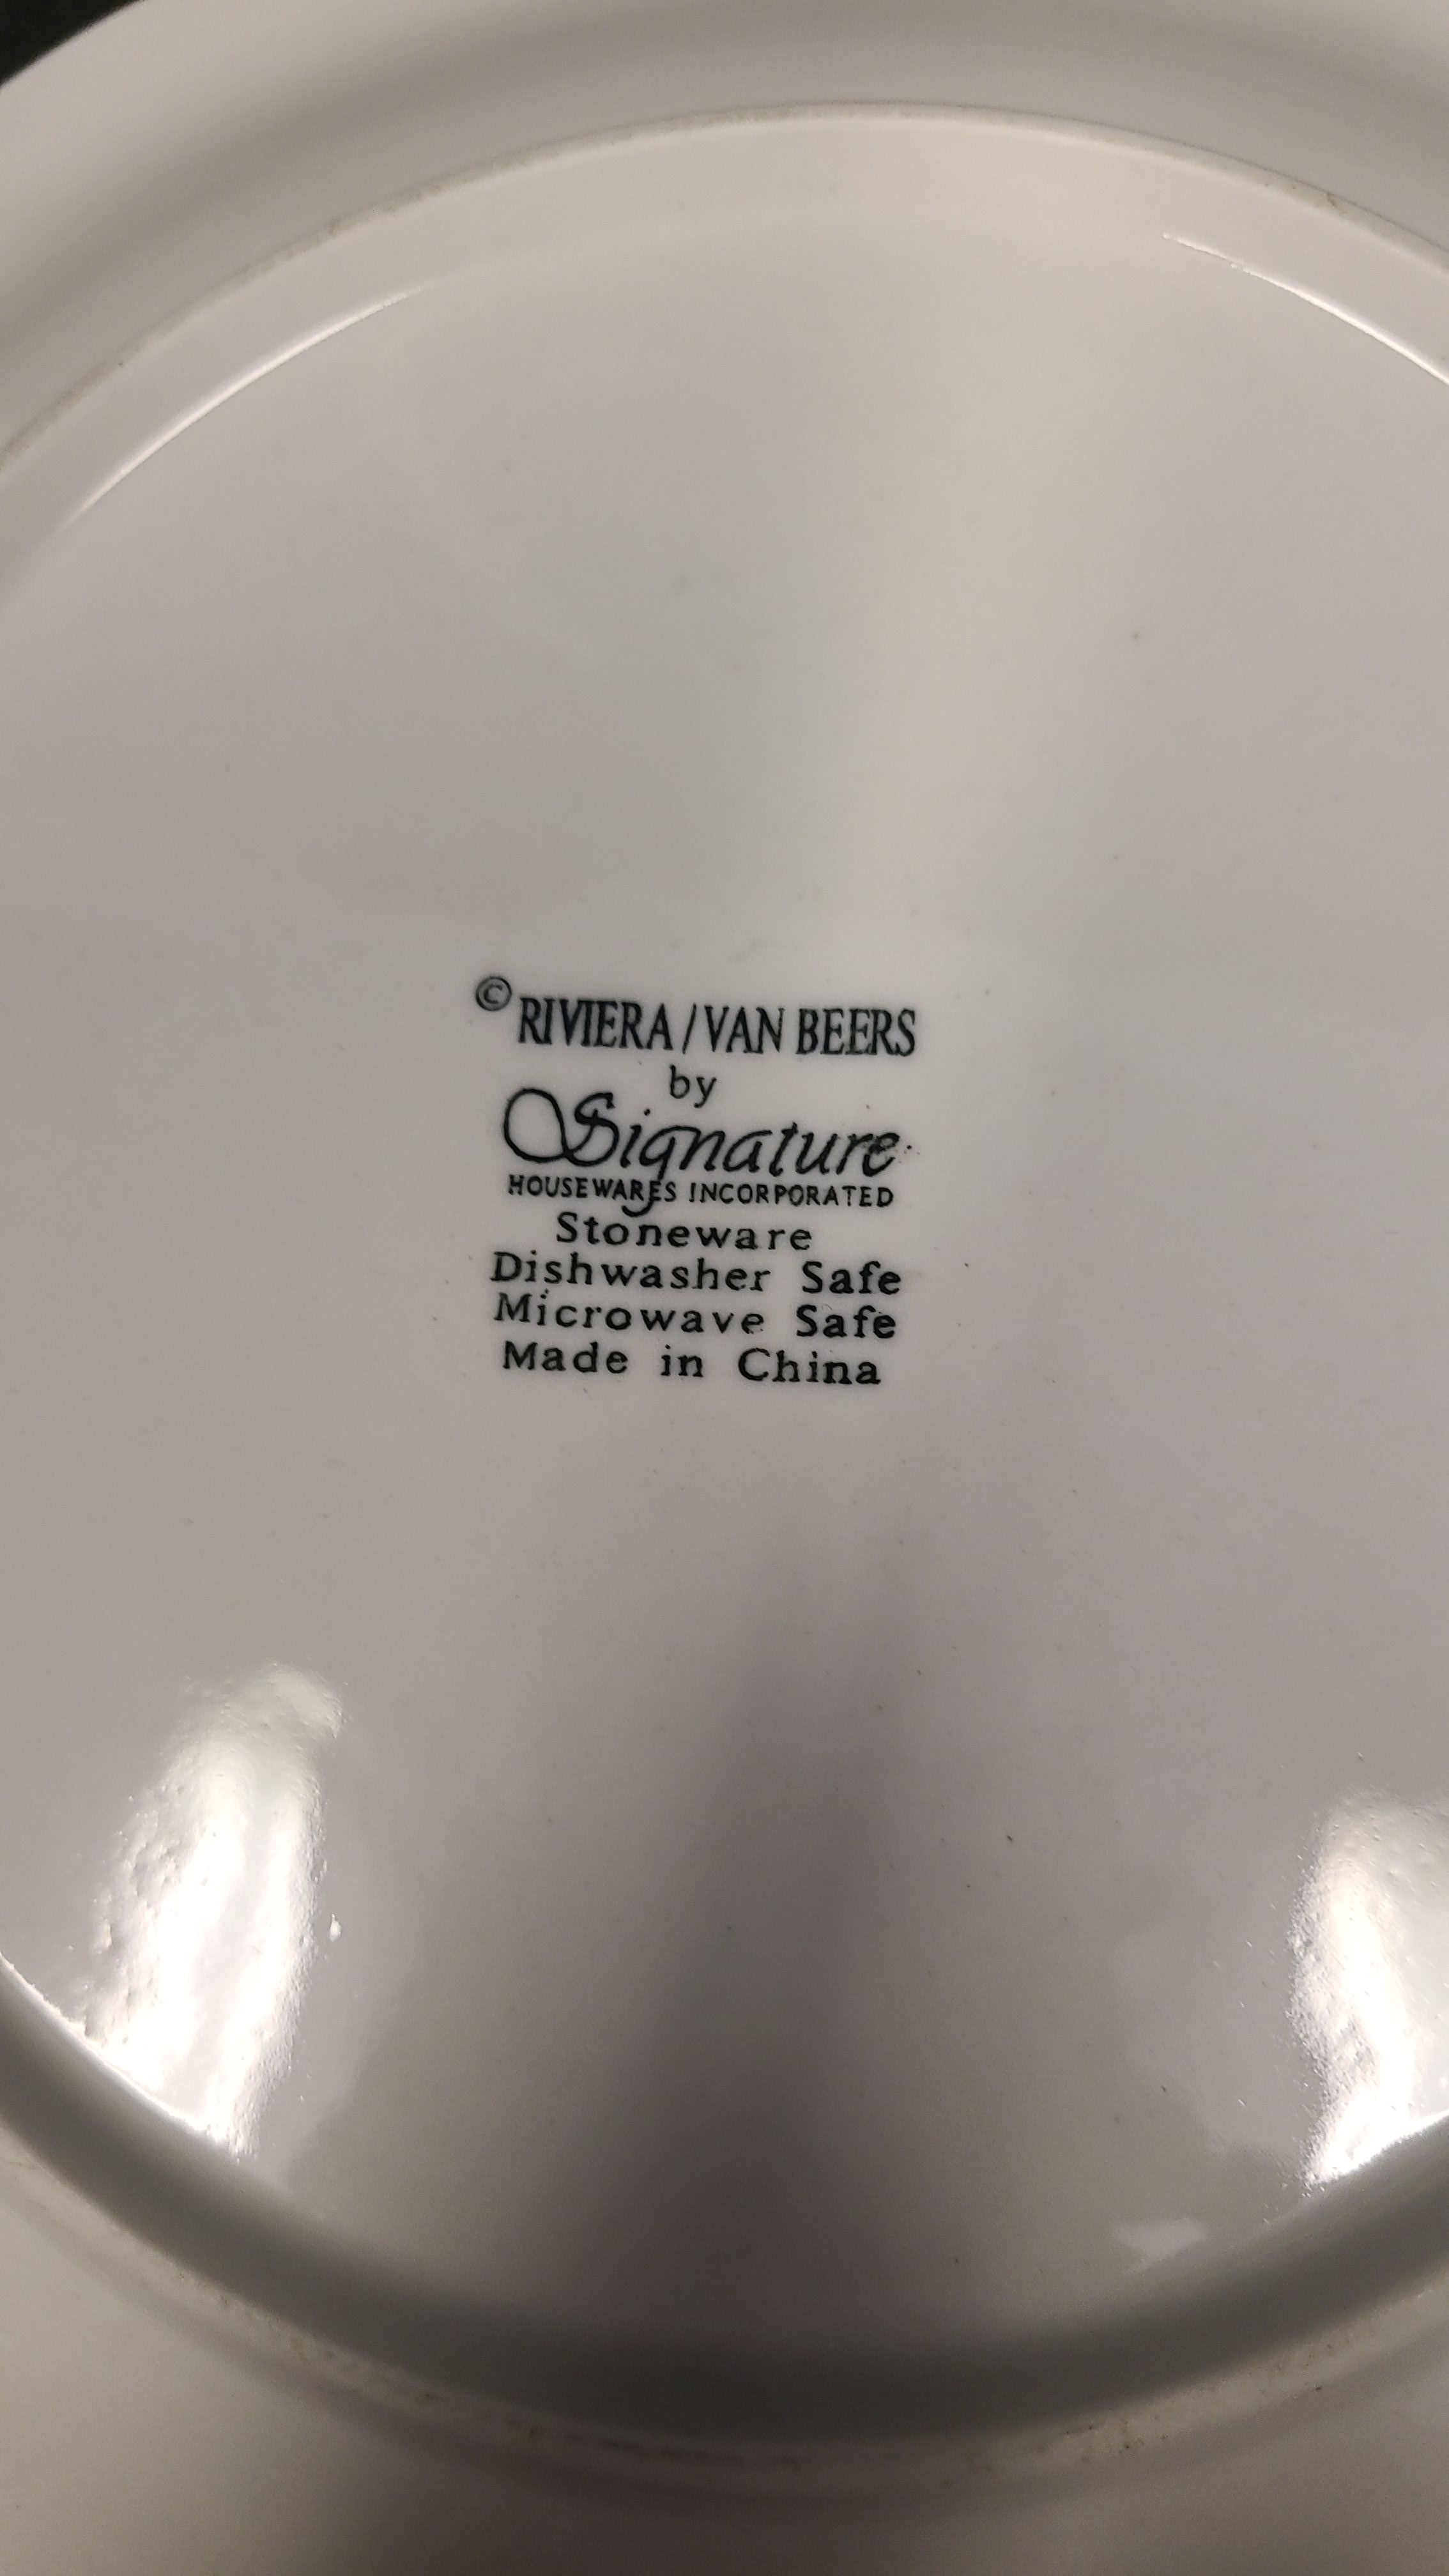 © RIVIERA / VAN BEERS
by
Signature
HOUSEWARES INCORPORATED
Stoneware
Dishwasher Safe
Microwave Safe
Made in China